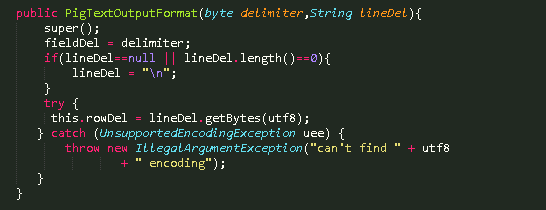 public PigTextOutputFormat(byte delimiter,String lineDel){
super();
fieldDel = delimiter;
if(lineDel==null || lineDel.length()==0){
lineDel = "\n";
}
try {
this.rowDel = lineDel.getBytes(utf8);
} catch (UnsupportedEncodingException uee) {
throw new IllegalArgumentException("can't find " + utf8
+ " encoding");
}
}